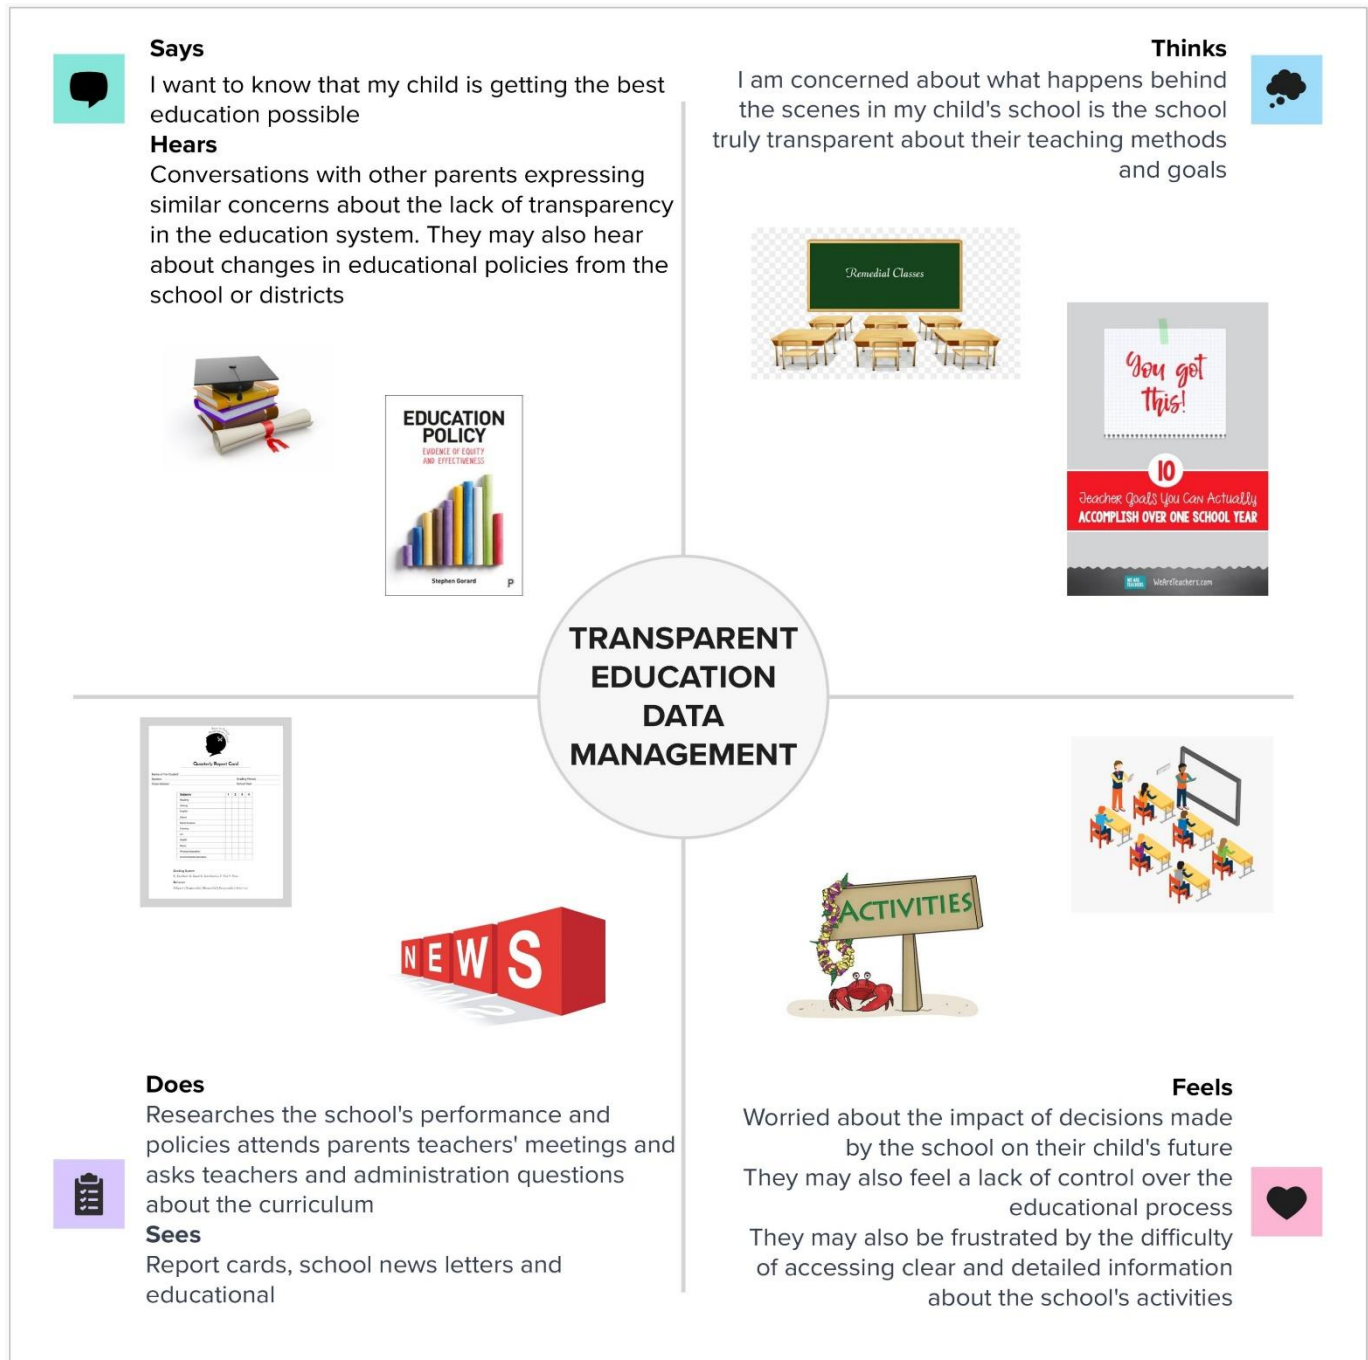 Says
I want to know that my child is getting the best
education possible
Hears
Conversations with other parents expressing
similar concerns about the lack of transparency
in the education system. They may also hear
about changes in educational policies from the
school or districts
Thinks
I am concerned about what happens behind
the scenes in my child's school is the school
truly transparent about their teaching methods
and goals
Remedial Classes
You got
this!
10
Teacher Goals You Can Actually
ACCOMPLISH OVER ONE SCHOOL YEAR
WE ARE
TEACHERS
WeAreTeachers.com
EDUCATION
POLICY
EVIDENCE OF EQUITY
AND EFFECTIVENESS
Stephen Gorard
P
TRANSPARENT
EDUCATION
DATA
MANAGEMENT
Quarterly Report Card
NEWS
ACTIVITIES
Does
Researches the school's performance and
policies attends parents teachers' meetings and
asks teachers and administration questions
about the curriculum
Sees
Report cards, school news letters and
educational
Feels
Worried about the impact of decisions made
by the school on their child's future
They may also feel a lack of control over the
educational process
They may also be frustrated by the difficulty
of accessing clear and detailed information
about the school's activities